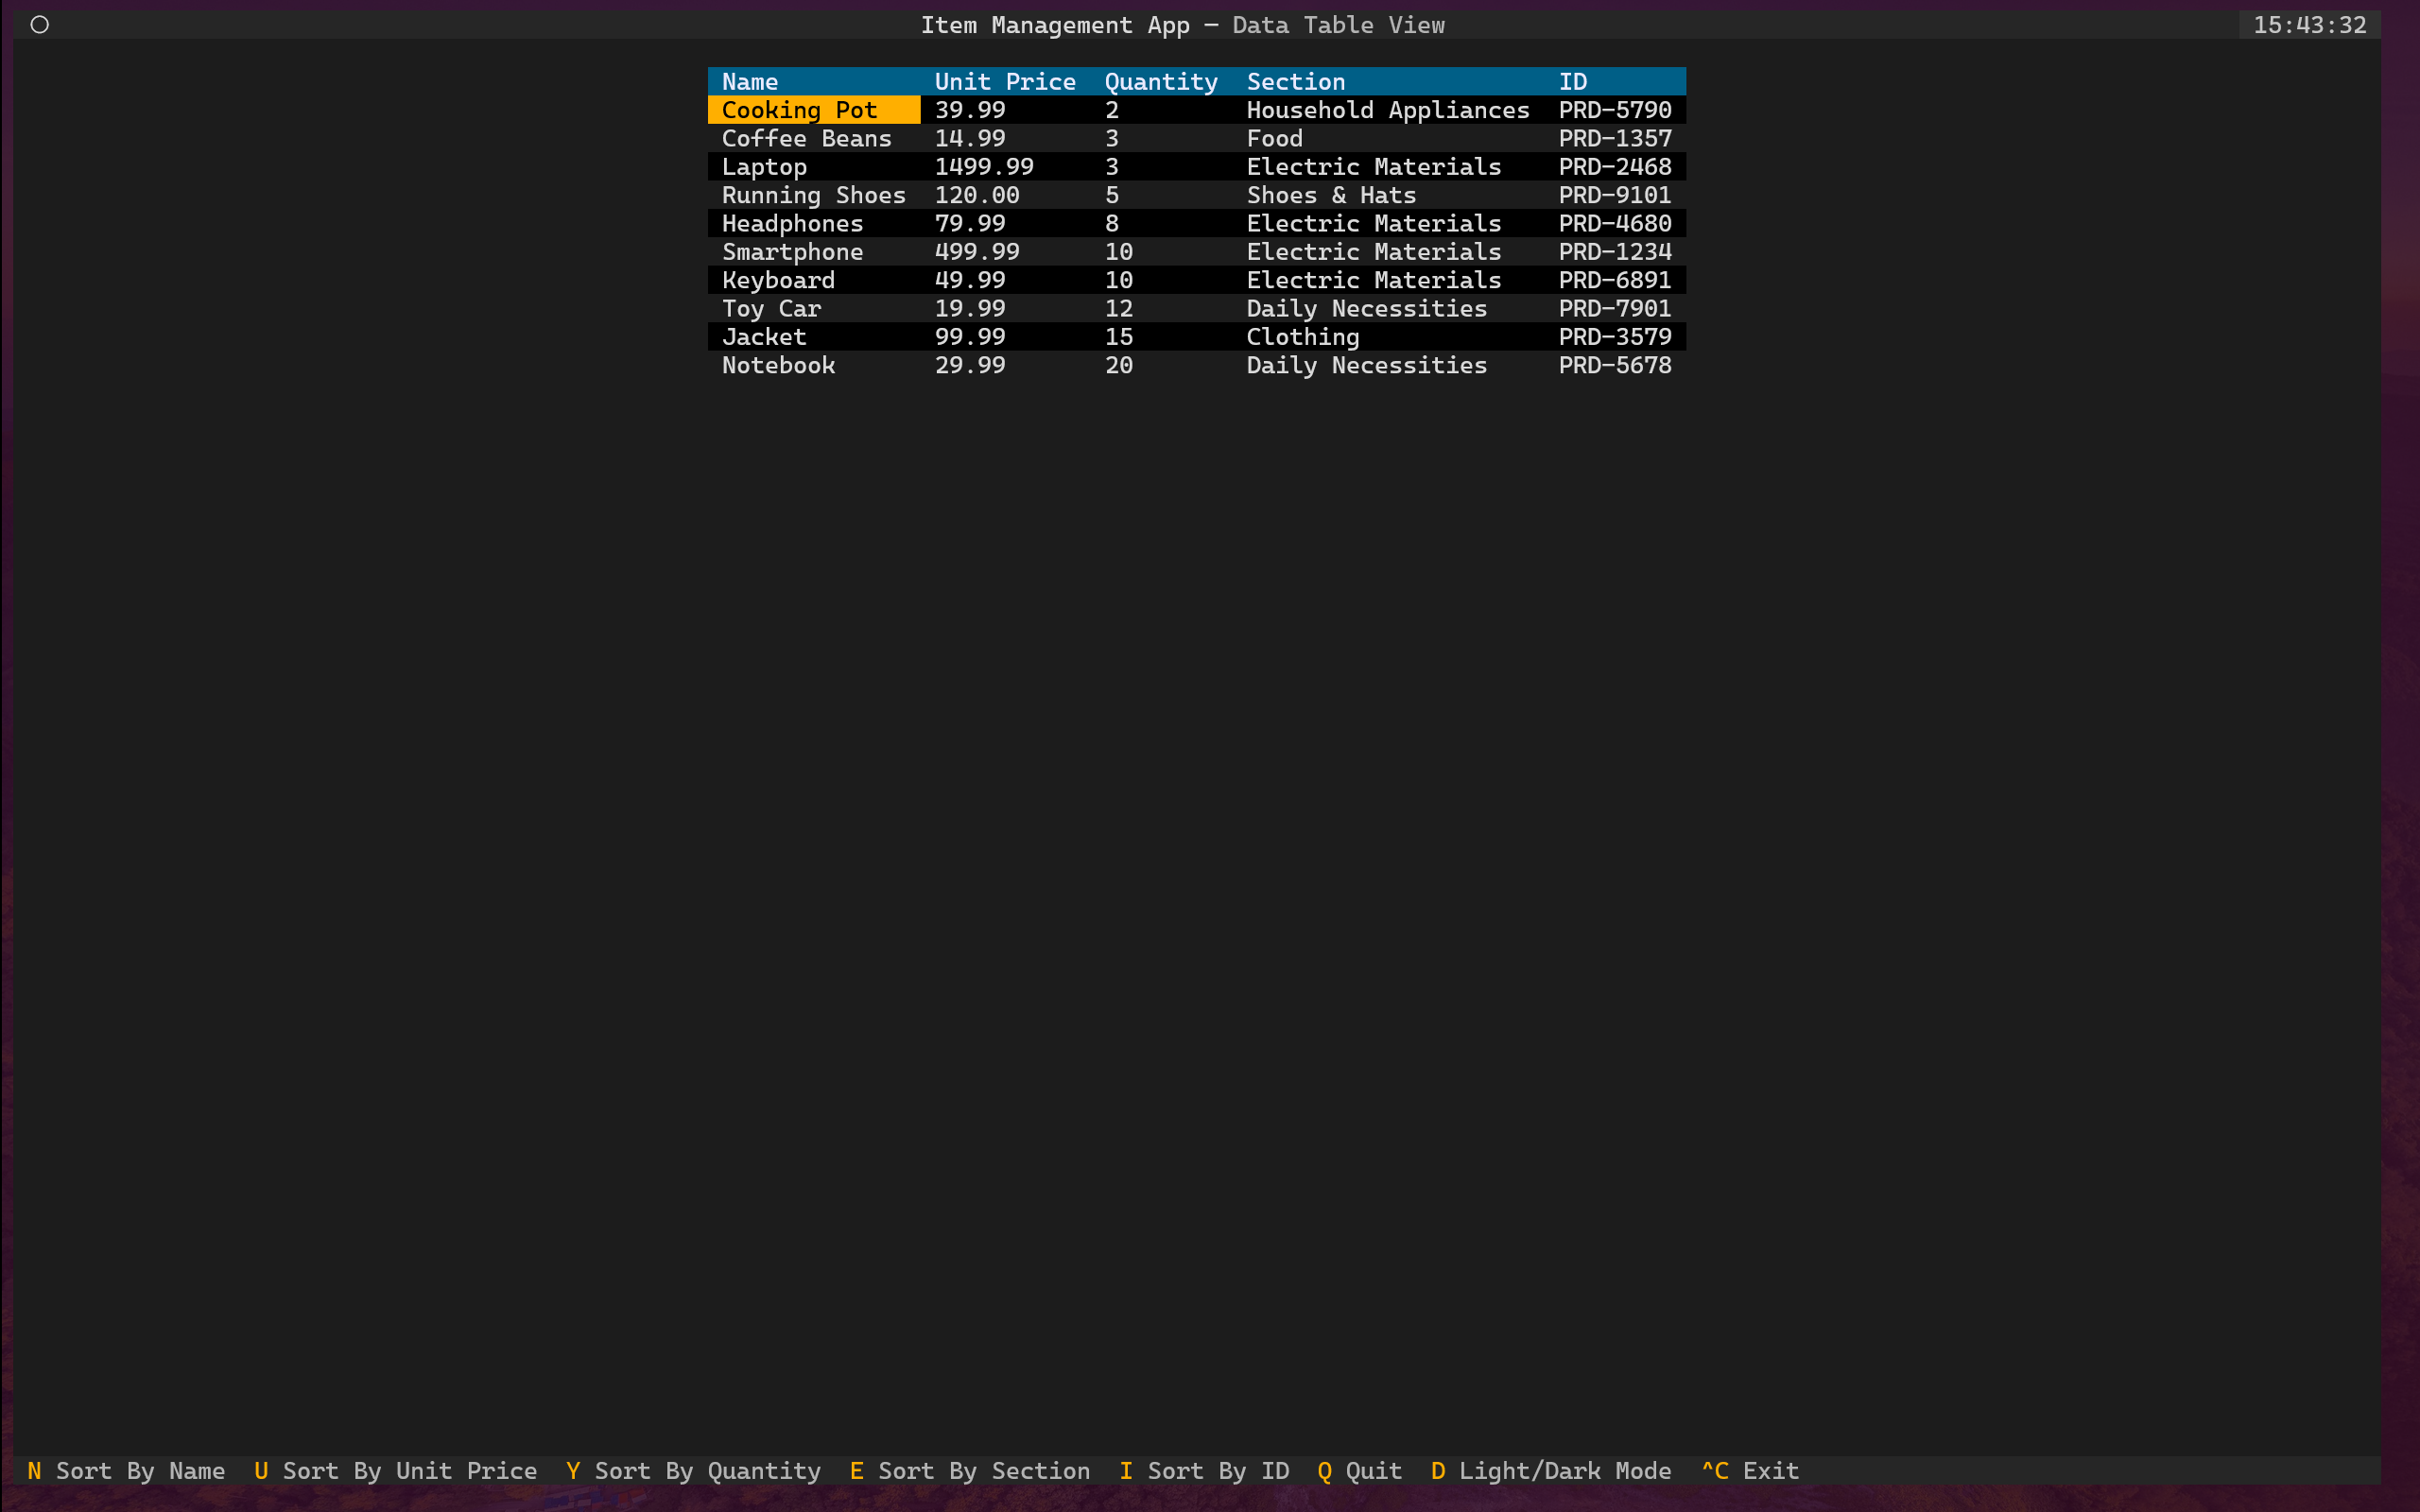 Item Management App — Data Table View 15:43:32
Name Unit Price Quantity Section ID
Cooking Pot 39.99 2 Household Appliances PRD-5790
Coffee Beans 14.99 3 Food PRD-1357
Laptop 1499.99 3 Electric Materials PRD-2468
Running Shoes 120.00 5 Shoes & Hats PRD-9101
Headphones 79.99 8 Electric Materials PRD-4680
Smartphone 499.99 10 Electric Materials PRD-1234
Keyboard 49.99 10 Electric Materials PRD-6891
Toy Car 19.99 12 Daily Necessities PRD-7901
Jacket 99.99 15 Clothing PRD-3579
Notebook 29.99 20 Daily Necessities PRD-5678
N Sort By Name U Sort By Unit Price Y Sort By Quantity E Sort By Section I Sort By ID Q Quit D Light/Dark Mode ^C Exit